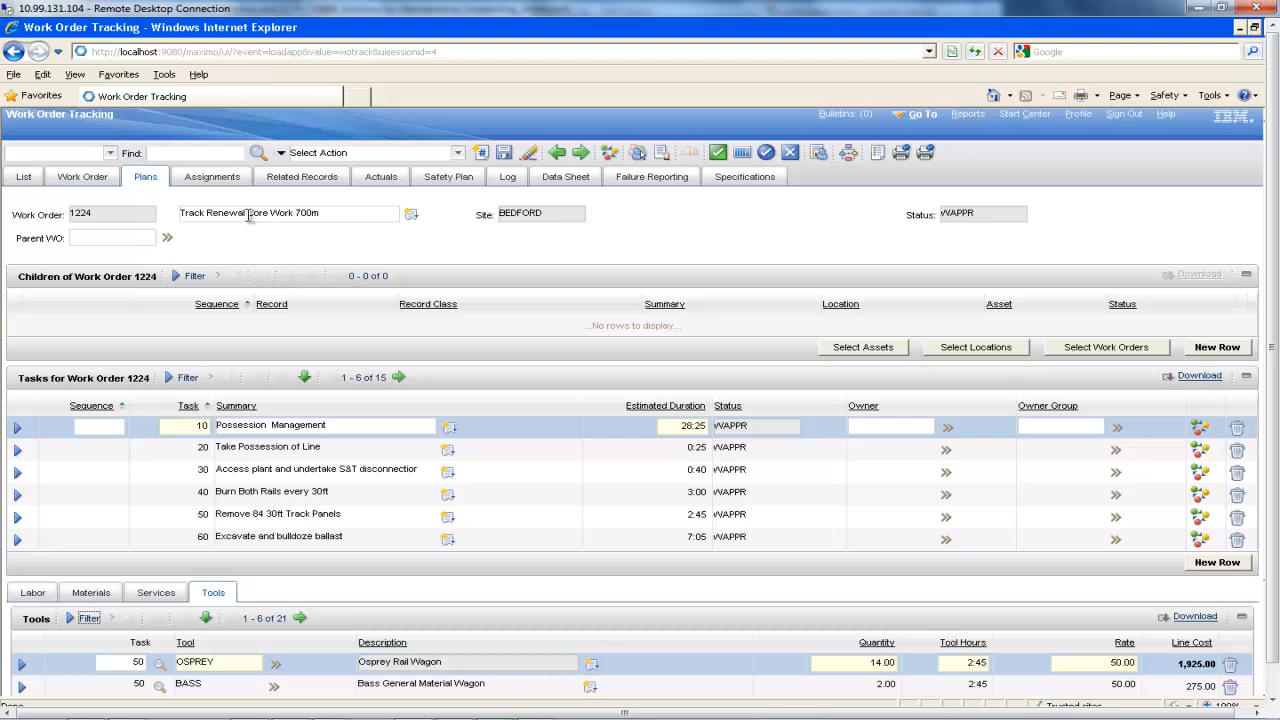 10.99.131.104 - Remote Desktop Connection
Work Order Tracking - Windows Internet Explorer
http://localhost:9080/maximo/ui/?event=loadapp&value=wotrack&uisessionid=4
Google
File Edit View Favorites Tools Help
Favorites Work Order Tracking Page Safety Tools
Work Order Tracking Bulletins: (0) Go To Reports Start Center Profile Sign Out Help IBM
Find: Select Action
List Work Order Plans Assignments Related Records Actuals Safety Plan Log Data Sheet Failure Reporting Specifications
Work Order: 1224 Track Renewal Core Work 700m Site: BEDFORD Status: WAPPR
Parent WO:
Children of Work Order 1224 Filter 0 - 0 of 0 Download
Sequence Record Record Class Summary Location Asset Status
...No rows to display...
Select Assets Select Locations Select Work Orders New Row
Tasks for Work Order 1224 Filter 1 - 6 of 15 Download
Sequence Task Summary Estimated Duration Status Owner Owner Group
10 Possession Management 28:25 WAPPR
20 Take Possession of Line 0:25 WAPPR
30 Access plant and undertake S&T disconnection 0:40 WAPPR
40 Burn Both Rails every 30ft 3:00 WAPPR
50 Remove 84 30ft Track Panels 2:45 WAPPR
60 Excavate and bulldoze ballast 7:05 WAPPR
New Row
Labor Materials Services Tools
Tools Filter 1 - 6 of 21 Download
Task Tool Description Quantity Tool Hours Rate Line Cost
50 OSPREY Osprey Rail Wagon 14.00 2:45 50.00 1,925.00
50 BASS Bass General Material Wagon 2.00 2:45 50.00 275.00